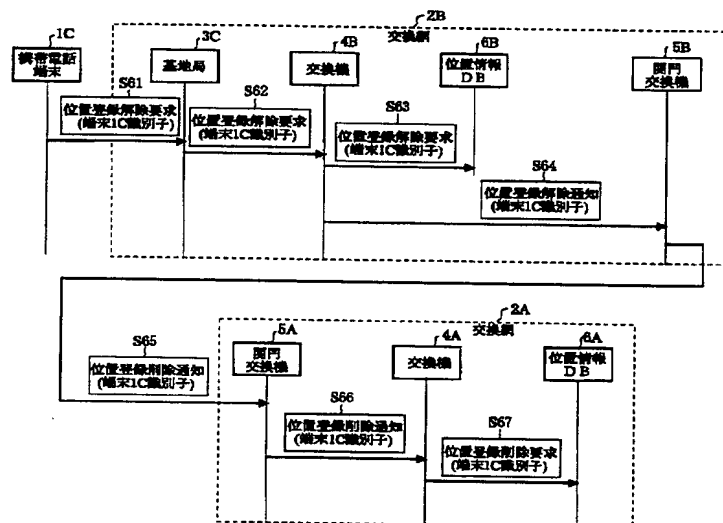 2B
交換網
1C
携帯電話
端末
3C
基地局
4B
交換機
6B
位置情報
DB
5B
関門
交換機
S61
位置登録解除要求
(端末1C識別子)
S62
位置登録解除要求
(端末1C識別子)
S63
位置登録解除要求
(端末1C識別子)
S64
位置登録解除通知
(端末1C識別子)
2A
交換網
5A
関門
交換機
4A
交換機
6A
位置情報
DB
S65
位置登録削除通知
(端末1C識別子)
S66
位置登録削除通知
(端末1C識別子)
S67
位置登録削除要求
(端末1C識別子)